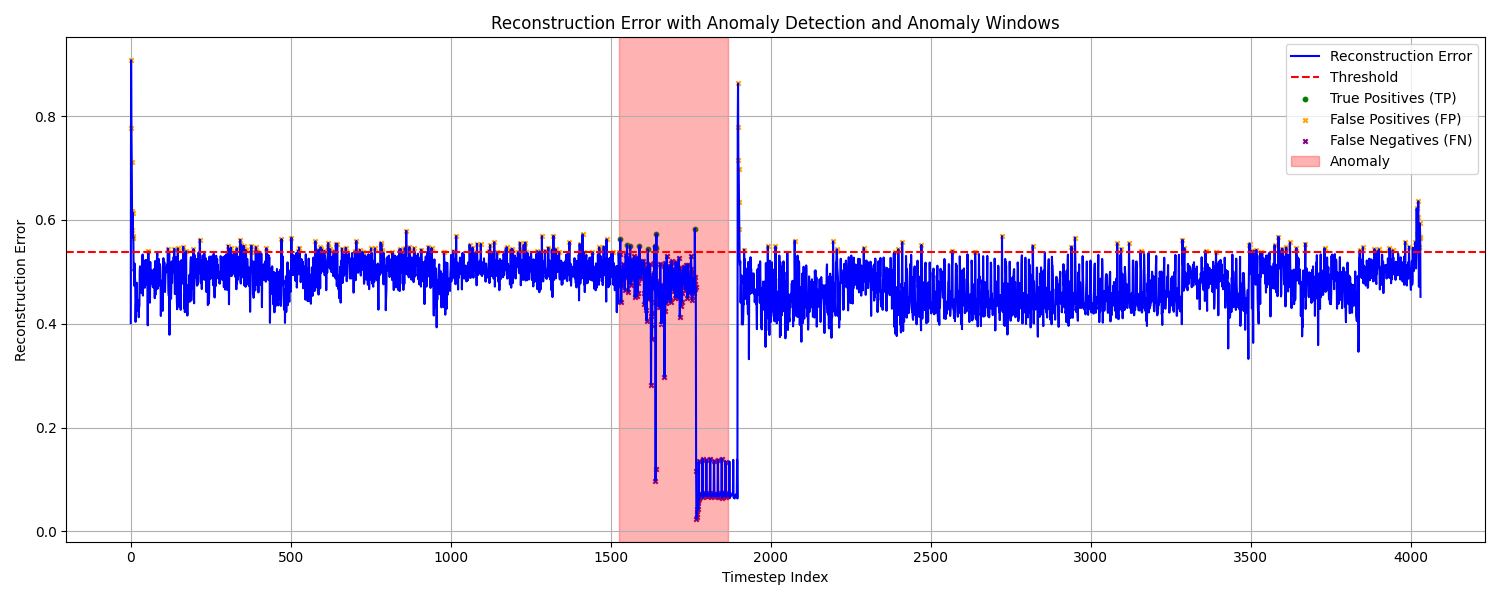 Reconstruction Error with Anomaly Detection and Anomaly Windows
Reconstruction Error
Threshold
True Positives (TP)
False Positives (FP)
False Negatives (FN)
Anomaly
Reconstruction Error
0.8
0.6
0.4
0.2
0.0
0 500 1000 1500 2000 2500 3000 3500 4000
Timestep Index